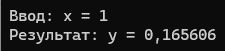 Ввод: x = 1
Результат: y = 0,165606